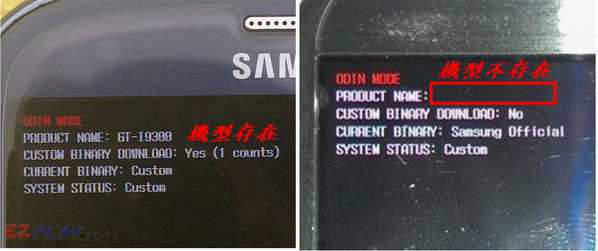 SAM
ODIN MODE
PRODUCT NAME: GT-I9300
機型存在
CUSTOM BINARY DOWNLOAD: Yes (1 counts)
CURRENT BINARY: Custom
SYSTEM STATUS: Custom
EZPLAY
機型不存在
ODIN MODE
PRODUCT NAME:
CUSTOM BINARY DOWNLOAD: No
CURRENT BINARY: Samsung Official
SYSTEM STATUS: Custom